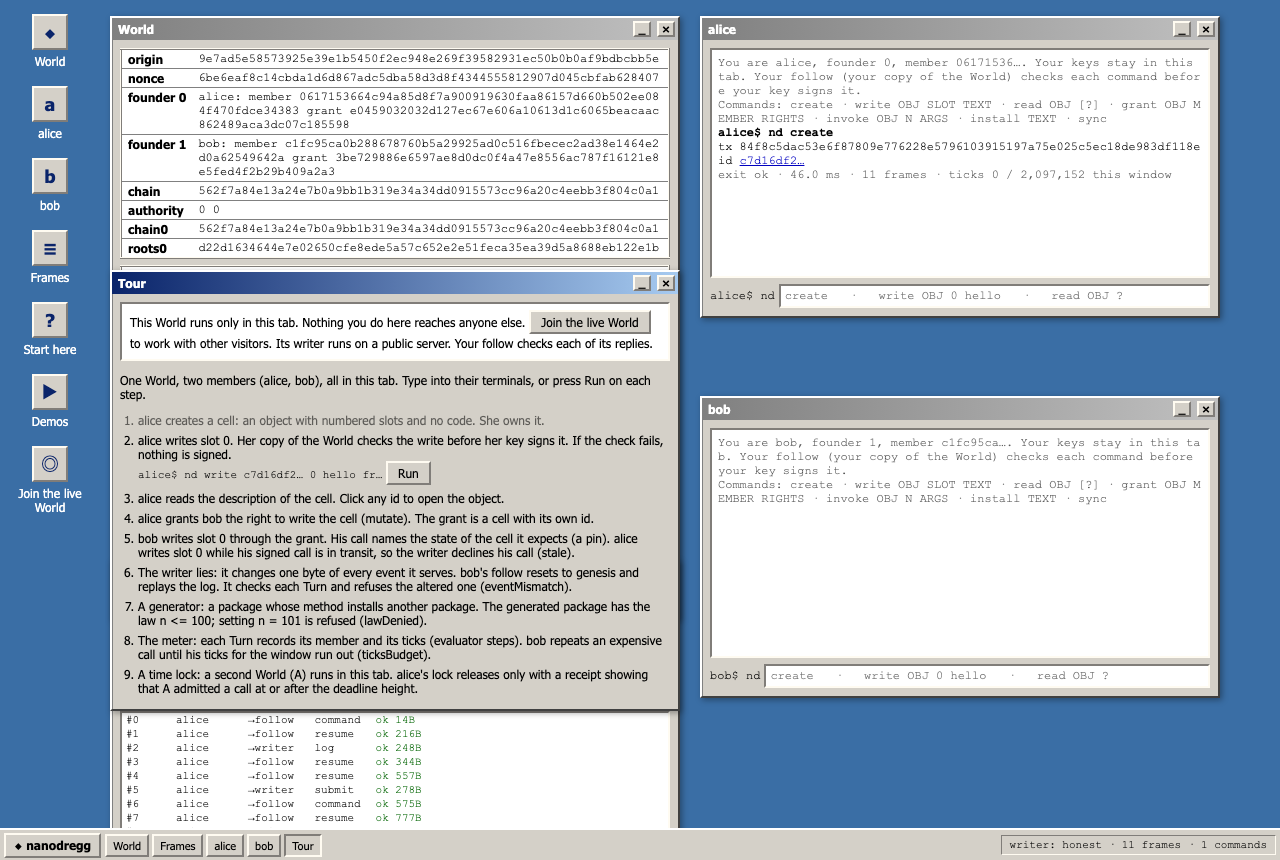 World
alice
bob
Frames
Start here
Demos
Join the live
World
World
origin 9e7ad5e58573925e39e1b5450f2ec948e269f39582931ec50b0b0af9bdbcbb5e
nonce 6be6eaf8c14cbda1d6d867adc5dba58d3d8f4344555812907d045cbfab628407
founder 0 alice: member 0617153664c94a85d8f7a900919630faa86157d660b502ee08
4f470fdce34383 grant e0459032032d127ec67e606a10613d1c6065beacaac
862489aca3dc07c185598
founder 1 bob: member c1fc95ca0b288678760b5a29925ad0c516fbecec2ad38e1464e2
d0a62549642a grant 3be729886e6597ae8d0dc0f4a47e8556ac787f16121e8
e5fed4f2b29b409a2a3
chain 562f7a84e13a24e7b0a9bb1b319e34a34dd0915573cc96a20c4eebb3f804c0a1
authority 0 0
chain0 562f7a84e13a24e7b0a9bb1b319e34a34dd0915573cc96a20c4eebb3f804c0a1
roots0 d22d1634644e7e02650cfe8ede5a57c652e2e51feca35ea39d5a8688eb122e1b
Tour
This World runs only in this tab. Nothing you do here reaches anyone else. Join the live World
to work with other visitors. Its writer runs on a public server. Your follow checks each of its replies.
One World, two members (alice, bob), all in this tab. Type into their terminals, or press Run on each
step.
1. alice creates a cell: an object with numbered slots and no code. She owns it.
2. alice writes slot 0. Her copy of the World checks the write before her key signs it. If the check fails,
nothing is signed.
alice$ nd write c7d16df2… 0 hello fr… Run
3. alice reads the description of the cell. Click any id to open the object.
4. alice grants bob the right to write the cell (mutate). The grant is a cell with its own id.
5. bob writes slot 0 through the grant. His call names the state of the cell it expects (a pin). alice
writes slot 0 while his signed call is in transit, so the writer declines his call (stale).
6. The writer lies: it changes one byte of every event it serves. bob's follow resets to genesis and
replays the log. It checks each Turn and refuses the altered one (eventMismatch).
7. A generator: a package whose method installs another package. The generated package has the
law n <= 100; setting n = 101 is refused (lawDenied).
8. The meter: each Turn records its member and its ticks (evaluator steps). bob repeats an expensive
call until his ticks for the window run out (ticksBudget).
9. A time lock: a second World (A) runs in this tab. alice's lock releases only with a receipt showing
that A admitted a call at or after the deadline height.
#0 alice →follow command ok 14B
#1 alice →follow resume ok 216B
#2 alice →writer log ok 248B
#3 alice →follow resume ok 344B
#4 alice →follow resume ok 557B
#5 alice →writer submit ok 278B
#6 alice →follow command ok 575B
#7 alice →follow resume ok 777B
alice
You are alice, founder 0, member 06171536…. Your keys stay in this
tab. Your follow (your copy of the World) checks each command befor
e your key signs it.
Commands: create · write OBJ SLOT TEXT · read OBJ [?] · grant OBJ M
EMBER RIGHTS · invoke OBJ N ARGS · install TEXT · sync
alice$ nd create
tx 84f8c5dac53e6f87809e776228e5796103915197a75e025c5ec18de983df118e
id c7d16df2…
exit ok · 46.0 ms · 11 frames · ticks 0 / 2,097,152 this window
alice$ nd create · write OBJ 0 hello · read OBJ ?
bob
You are bob, founder 1, member c1fc95ca…. Your keys stay in this ta
b. Your follow (your copy of the World) checks each command before
your key signs it.
Commands: create · write OBJ SLOT TEXT · read OBJ [?] · grant OBJ M
EMBER RIGHTS · invoke OBJ N ARGS · install TEXT · sync
bob$ nd create · write OBJ 0 hello · read OBJ ?
nanodregg World Frames alice bob Tour writer: honest · 11 frames · 1 commands